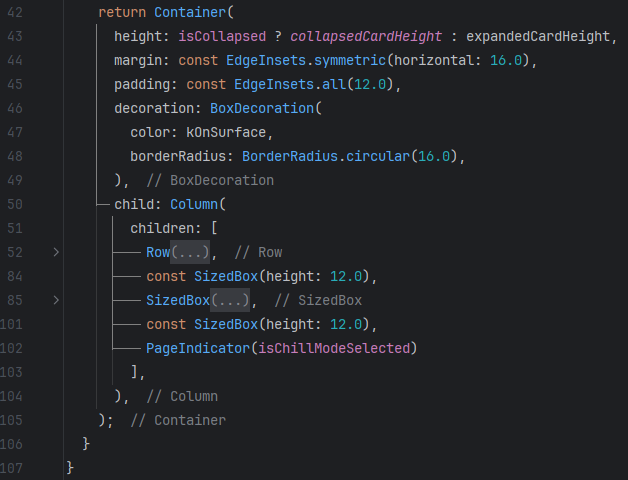 42 return Container(
43 height: isCollapsed ? collapsedCardHeight : expandedCardHeight,
44 margin: const EdgeInsets.symmetric(horizontal: 16.0),
45 padding: const EdgeInsets.all(12.0),
46 decoration: BoxDecoration(
47 color: kOnSurface,
48 borderRadius: BorderRadius.circular(16.0),
49 ), // BoxDecoration
50 child: Column(
51 children: [
52 Row(...), // Row
84 const SizedBox(height: 12.0),
85 SizedBox(...), // SizedBox
101 const SizedBox(height: 12.0),
102 PageIndicator(isChillModeSelected)
103 ],
104 ), // Column
105 ); // Container
106 }
107 }